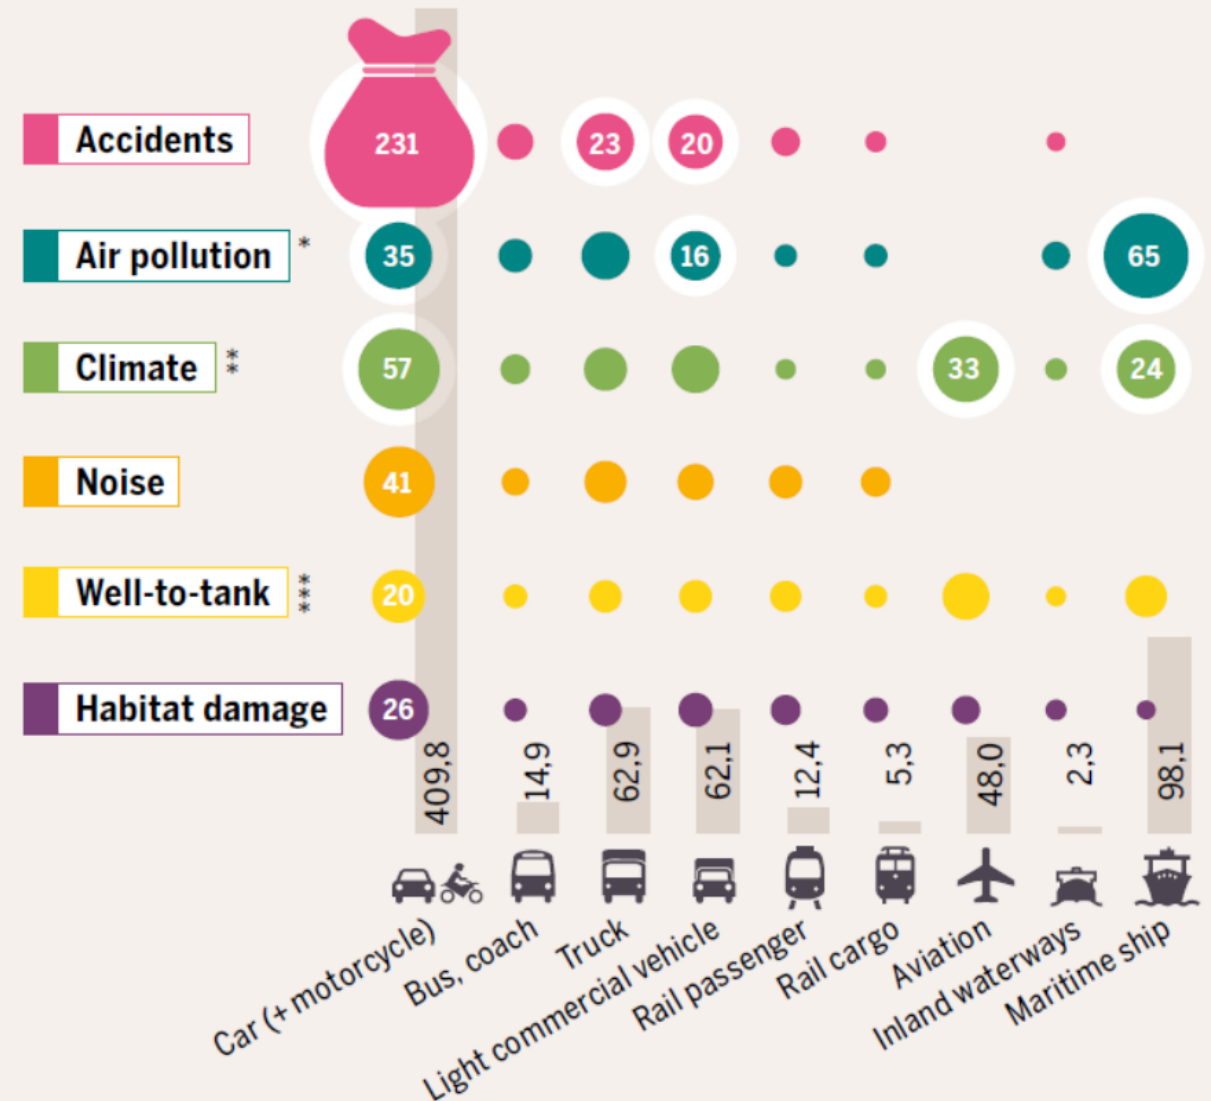 Accidents
231
23
20
Air pollution *
35
16
65
Climate **
57
33
24
Noise
41
Well-to-tank ***
20
Habitat damage
26
409,8
14,9
62,9
62,1
12,4
5,3
48,0
2,3
98,1
Car (+ motorcycle)
Bus, coach
Truck
Light commercial vehicle
Rail passenger
Rail cargo
Aviation
Inland waterways
Maritime ship